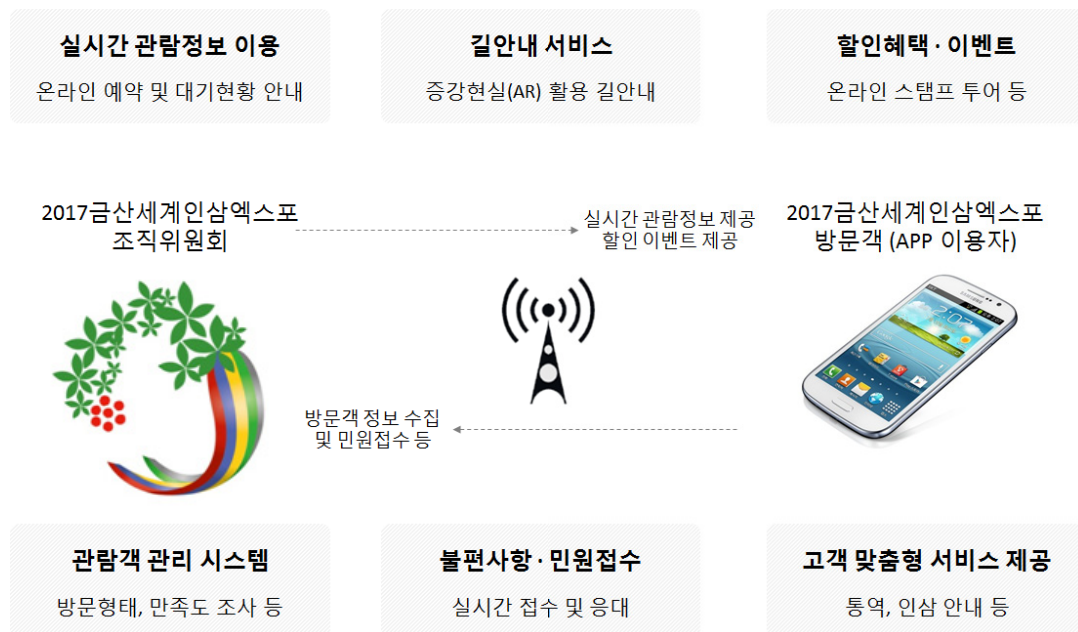 실시간 관람정보 이용
온라인 예약 및 대기현황 안내
길안내 서비스
증강현실(AR) 활용 길안내
할인혜택 · 이벤트
온라인 스탬프 투어 등
2017금산세계인삼엑스포
조직위원회
실시간 관람정보 제공
할인 이벤트 제공
2017금산세계인삼엑스포
방문객 (APP 이용자)
SAMSUNG
2:02
방문객 정보 수집
및 민원접수 등
관람객 관리 시스템
방문형태, 만족도 조사 등
불편사항 · 민원접수
실시간 접수 및 응대
고객 맞춤형 서비스 제공
통역, 인삼 안내 등